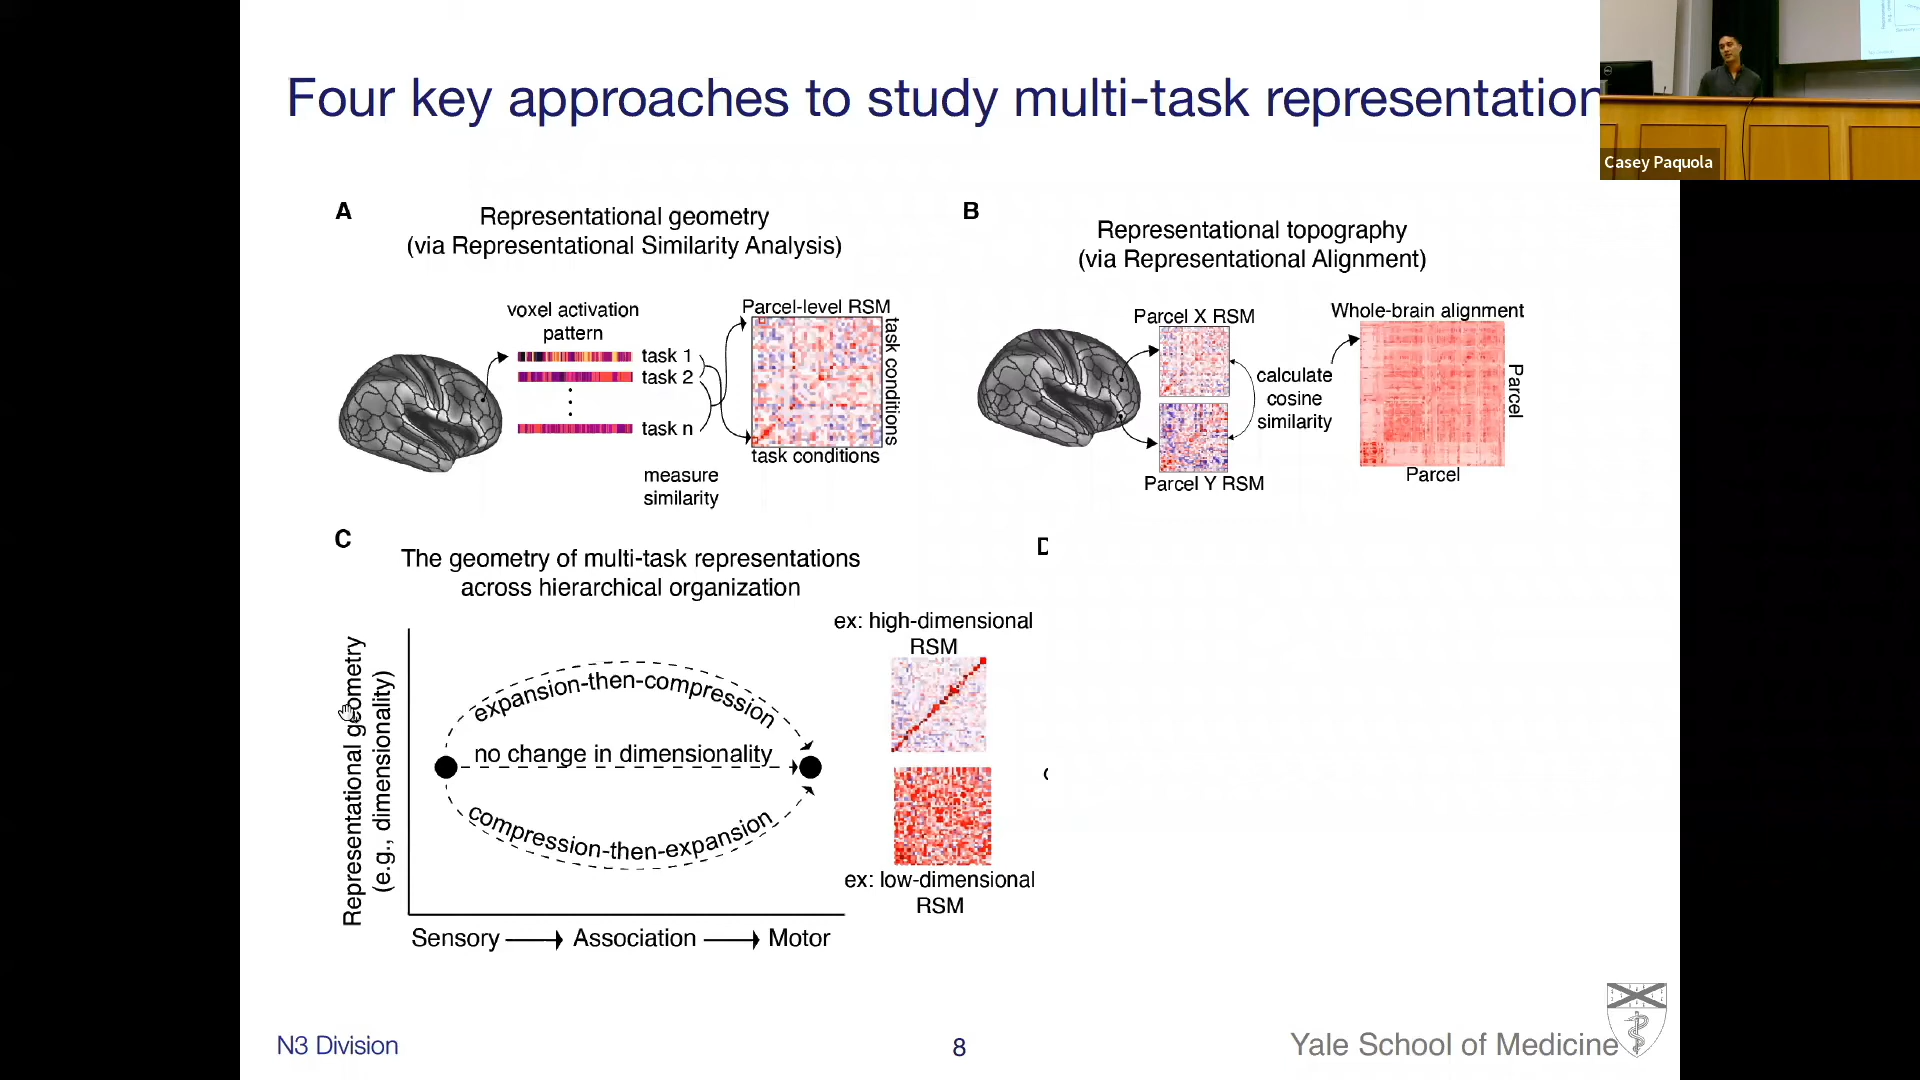 Four key approaches to study multi-task representation
Casey Paquola
A
Representational geometry
(via Representational Similarity Analysis)
voxel activation
pattern
task 1
task 2
task n
measure
similarity
Parcel-level RSM
task conditions
task conditions
B
Representational topography
(via Representational Alignment)
Parcel X RSM
Parcel Y RSM
calculate
cosine
similarity
Whole-brain alignment
Parcel
Parcel
C
The geometry of multi-task representations
across hierarchical organization
Representational geometry
(e.g., dimensionality)
expansion-then-compression
no change in dimensionality
compression-then-expansion
Sensory
Association
Motor
ex: high-dimensional
RSM
ex: low-dimensional
RSM
D
N3 Division
8
Yale School of Medicine